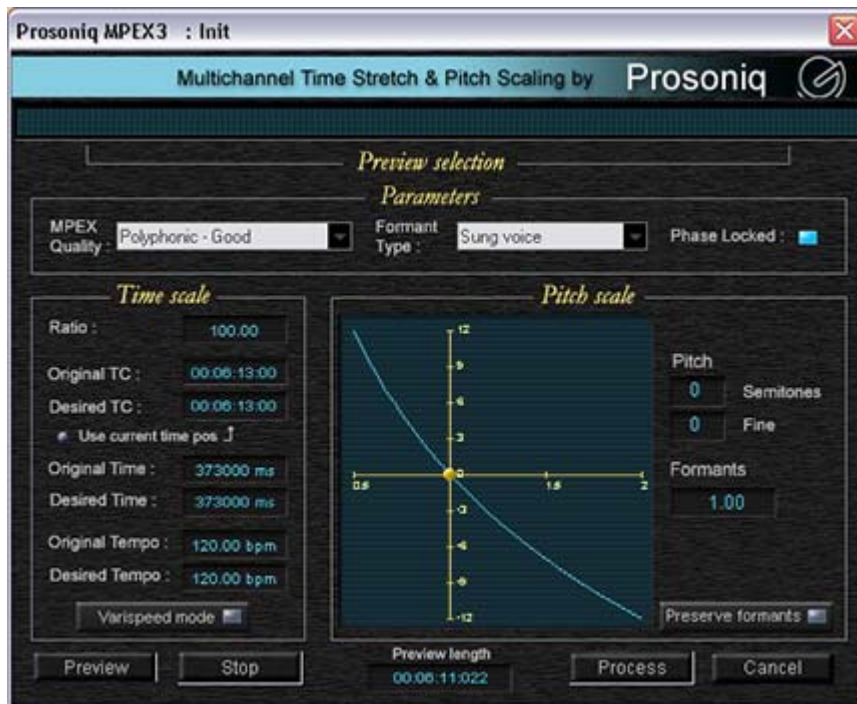 Prosoniq MPEX3 : Init
Multichannel Time Stretch & Pitch Scaling by Prosoniq
Preview selection
Parameters
MPEX Quality : Polyphonic - Good
Formant Type : Sung voice
Phase Locked :
Time scale
Ratio : 100.00
Original TC : 00:06:13:00
Desired TC : 00:06:13:00
Use current time pos
Original Time : 373000 ms
Desired Time : 373000 ms
Original Tempo : 120.00 bpm
Desired Tempo : 120.00 bpm
Varispeed mode
Pitch scale
12
9
6
3
0
0.5
1.5
2
-3
-6
-9
-12
Pitch
0 Semitones
0 Fine
Formants
1.00
Preserve formants
Preview
Stop
Preview length
00:06:11:022
Process
Cancel